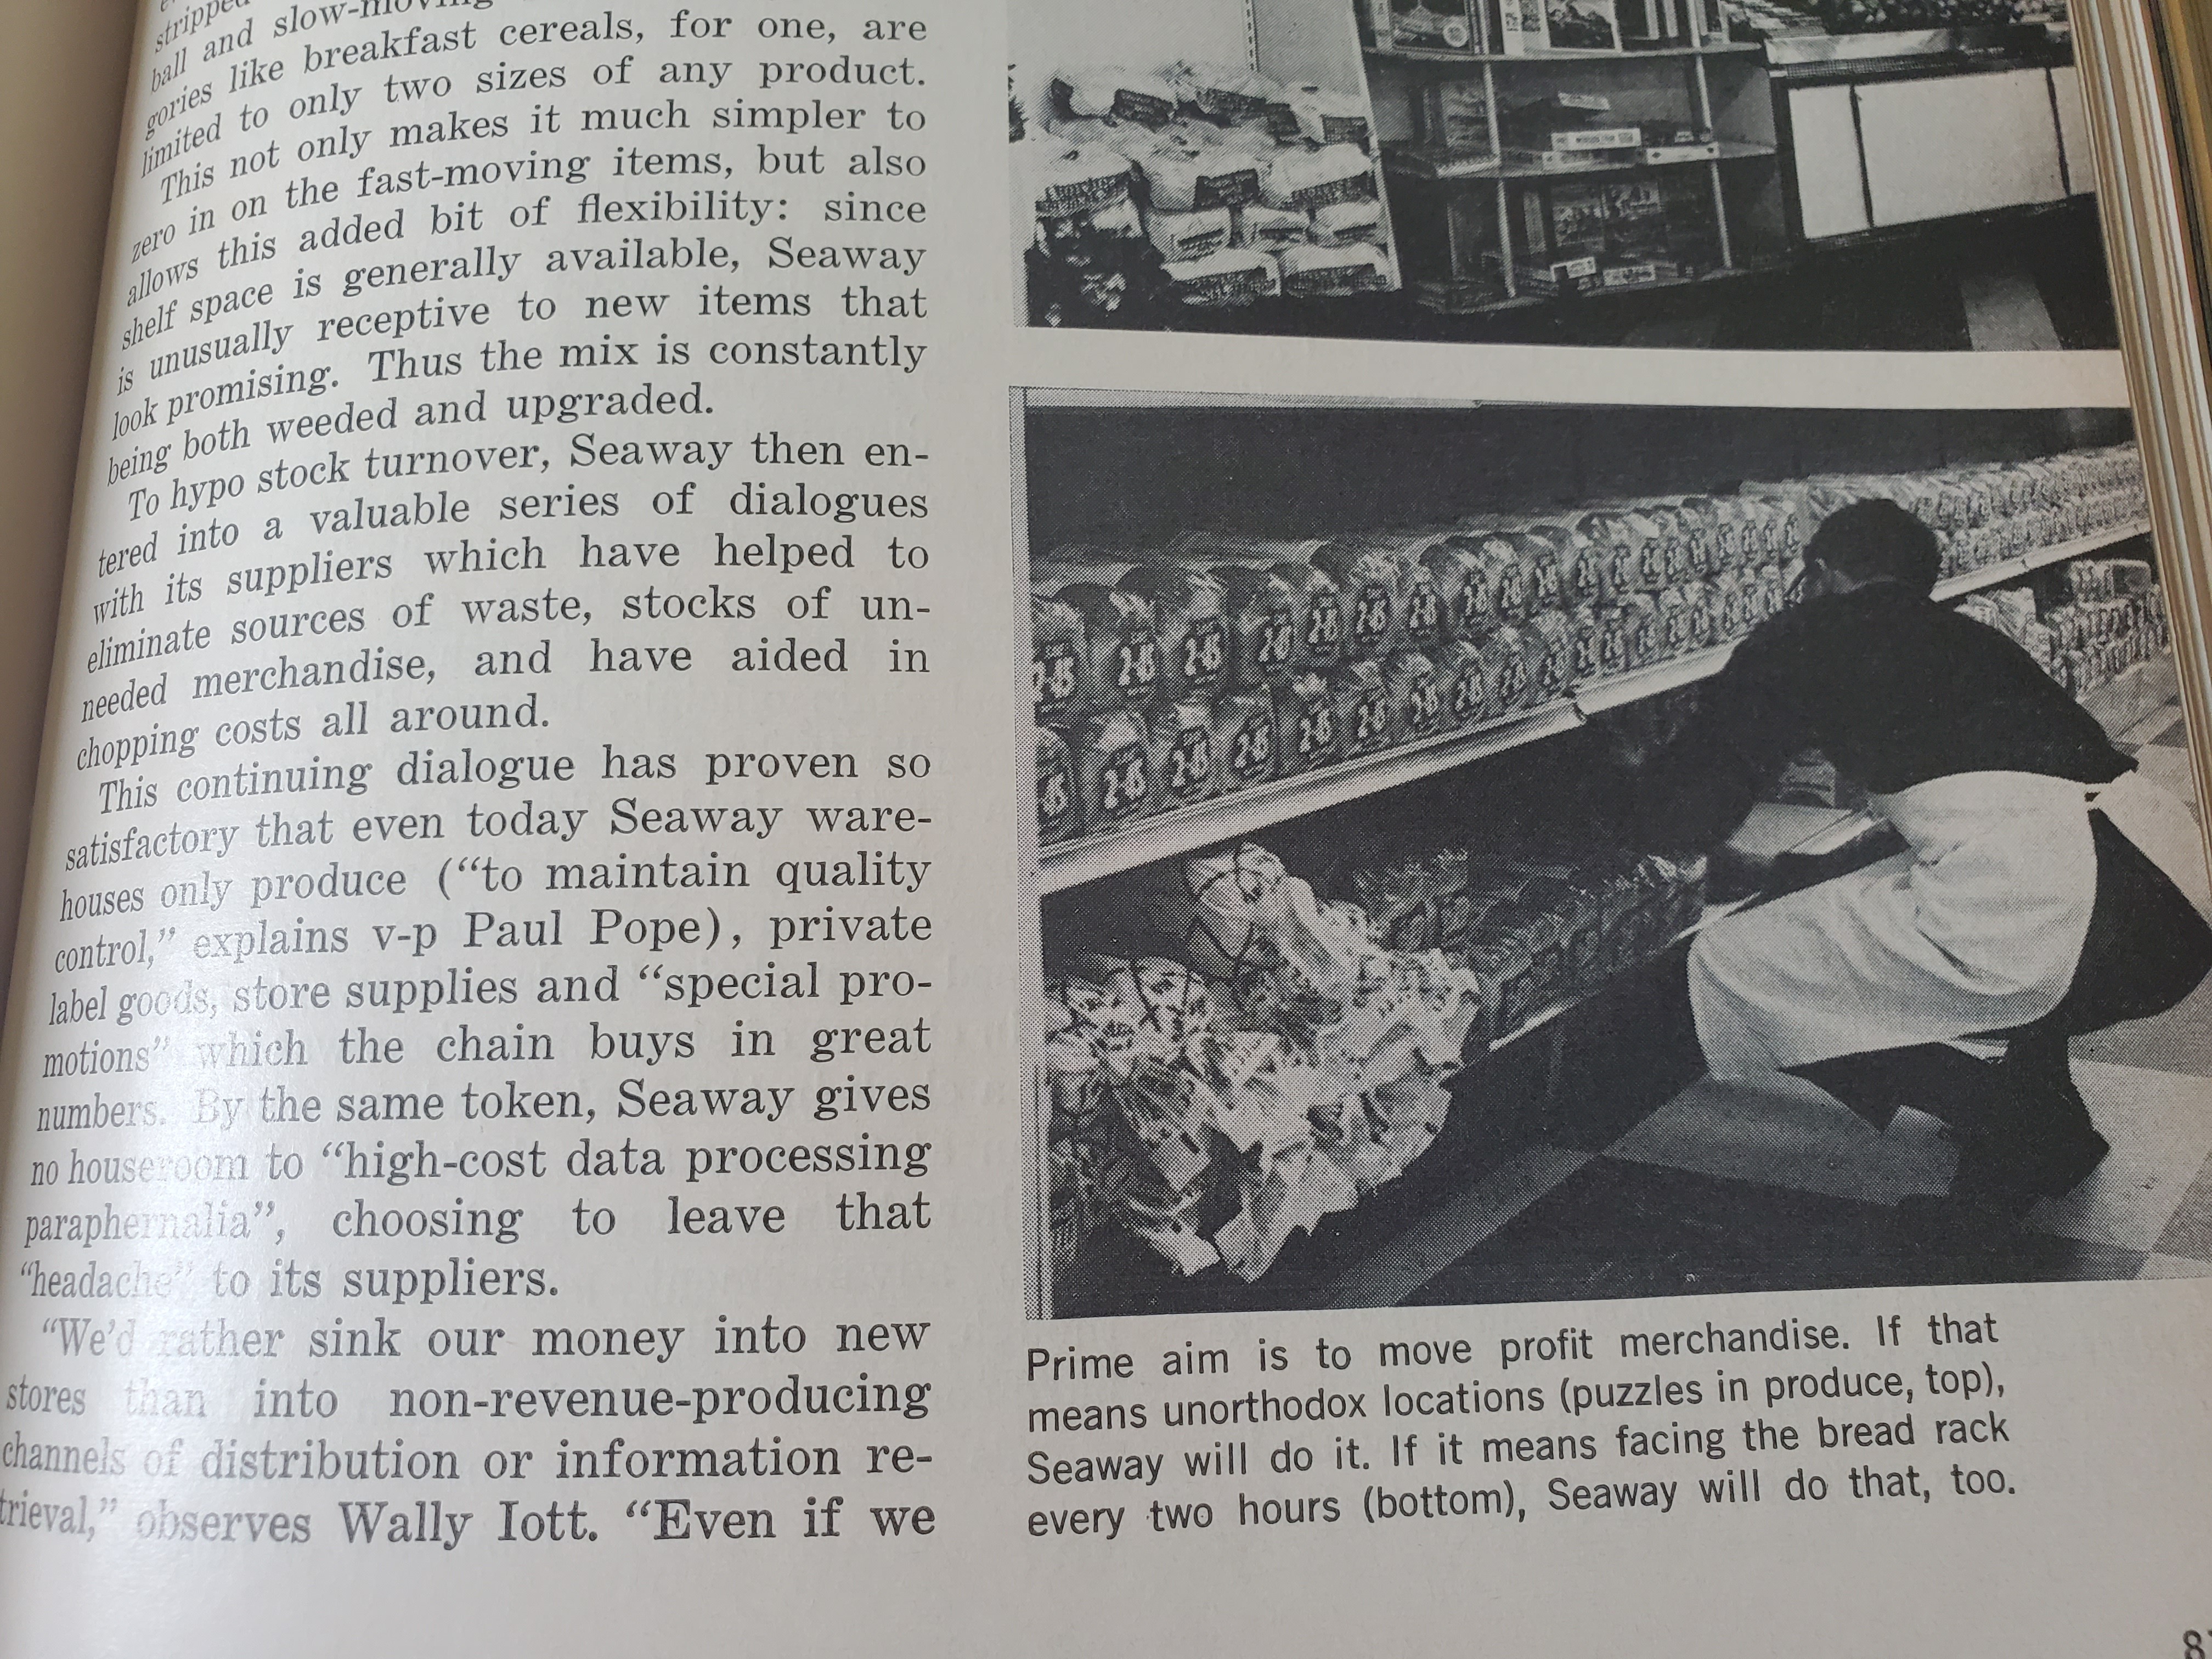 stripped
ball and slow-moving
gories like breakfast cereals, for one, are
limited to only two sizes of any product.
This not only makes it much simpler to
zero in on the fast-moving items, but also
allows this added bit of flexibility: since
shelf space is generally available, Seaway
is unusually receptive to new items that
look promising. Thus the mix is constantly
being both weeded and upgraded.
To hypo stock turnover, Seaway then en-
tered into a valuable series of dialogues
with its suppliers which have helped to
eliminate sources of waste, stocks of un-
needed merchandise, and have aided in
chopping costs all around.
This continuing dialogue has proven so
satisfactory that even today Seaway ware-
houses only produce (“to maintain quality
control,” explains v-p Paul Pope), private
label goods, store supplies and “special pro-
motions” which the chain buys in great
numbers. By the same token, Seaway gives
no houseroom to “high-cost data processing
paraphernalia”, choosing to leave that
“headache” to its suppliers.
“We’d rather sink our money into new
stores than into non-revenue-producing
channels of distribution or information re-
trieval,” observes Wally Iott. “Even if we
Prime aim is to move profit merchandise. If that
means unorthodox locations (puzzles in produce, top),
Seaway will do it. If it means facing the bread rack
every two hours (bottom), Seaway will do that, too.